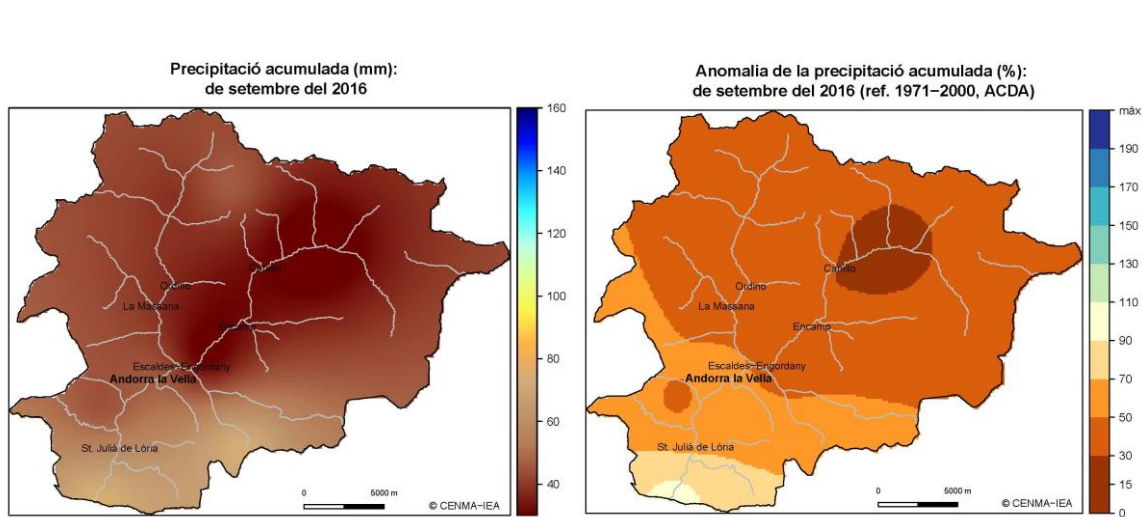 Precipitació acumulada (mm):
de setembre del 2016
160
140
120
100
80
60
40
Canillo
Ordino
La Massana
Encamp
Escaldes−Engordany
Andorra la Vella
St. Julià de Lòria
0 5000 m
© CENMA−IEA
Anomalia de la precipitació acumulada (%):
de setembre del 2016 (ref. 1971−2000, ACDA)
màx
190
170
150
130
110
90
70
50
30
15
0
Canillo
Ordino
La Massana
Encamp
Escaldes−Engordany
Andorra la Vella
St. Julià de Lòria
0 5000 m
© CENMA−IEA